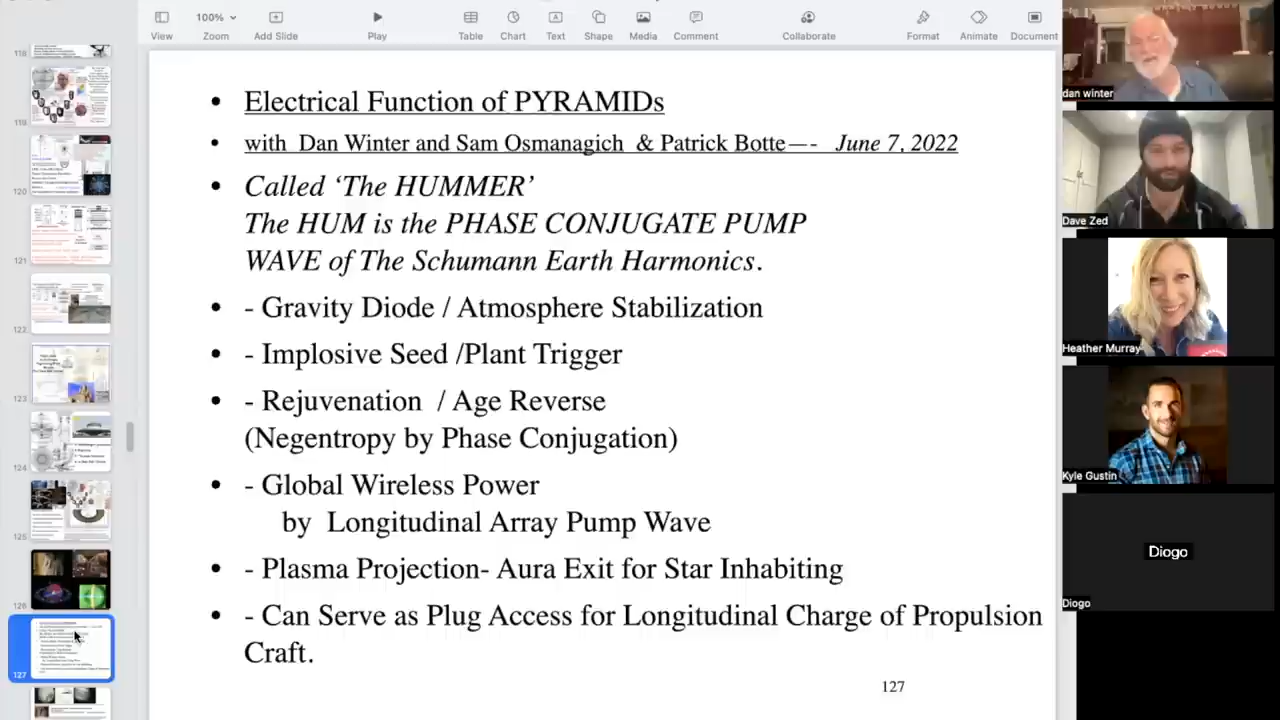 View
100%
Zoom
Add Slide
Play
Table
Chart
Text
Shape
Media
Comment
Collaborate
Format
Animate
Document
118
119
120
121
122
123
124
125
126
127
• Electrical Function of PYRAMIDs
• with Dan Winter and Sam Osmanagich & Patrick Botte—- June 7, 2022
• Called ‘The HUMMER’
The HUM is the PHASE CONJUGATE PUMP
WAVE of The Schumann Earth Harmonics.
• - Gravity Diode / Atmosphere Stabilization
• - Implosive Seed /Plant Trigger
• - Rejuvenation / Age Reverse
(Negentropy by Phase Conjugation)
• - Global Wireless Power
by Longitudinal Array Pump Wave
• - Plasma Projection- Aura Exit for Star Inhabiting
• - Can Serve as Plug Access for Longitudinal Charge of Propulsion
Craft.
127
dan winter
Dave Zed
Heather Murray
Kyle Gustin
Diogo
Diogo